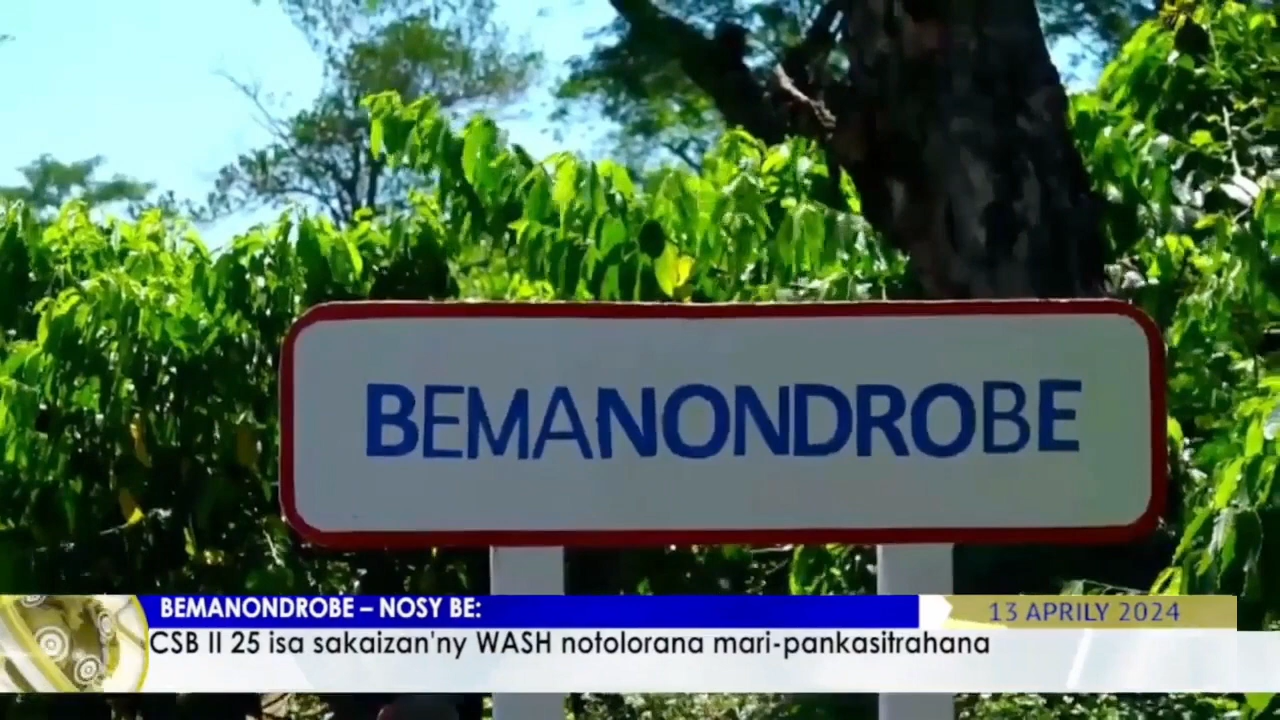 BEMANONDROBE
BEMANONDROBE – NOSY BE:
13 APRILY 2024
CSB II 25 isa sakaizan'ny WASH notolorana mari-pankasitrahana